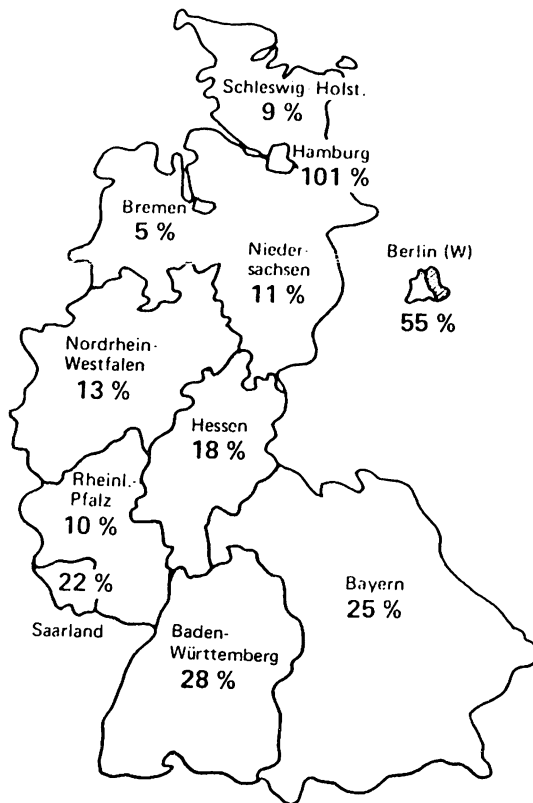 Schleswig-Holst.
9 %
Hamburg
101 %
Bremen
5 %
Nieder-
sachsen
11 %
Berlin (W)
55 %
Nordrhein-
Westfalen
13 %
Hessen
18 %
Rheinl.-
Pfalz
10 %
22 %
Saarland
Bayern
25 %
Baden-
Württemberg
28 %